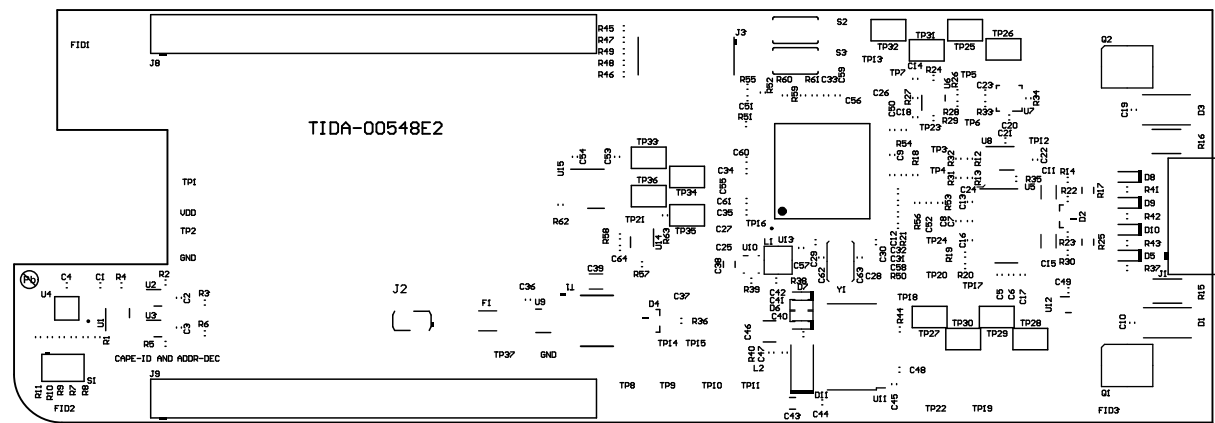 FID1
J8
R45
R47
R49
R48
R46
J3
S2
S3
TP32
TP31
TP25
TP26
TP13
Q2
R55
R52
R60
R59
R61
C33
C59
C56
C26
C51
R51
TP7
C14
R24
U6
R26
TP5
C23
R34
C50
R27
C18
R28
R29
R33
TP6
U7
C20
TP23
C19
D3
R16
TIDA-00548E2
TP33
U15
C54
C53
TP36
TP34
TP35
C60
C34
C55
C61
C35
C27
TP16
R54
C9
R18
TP3
TP4
R32
R31
R12
R13
U8
C21
TP12
C22
R35
C24
U5
C11
R14
R22
R17
D8
R41
D9
R42
D10
R43
D5
R37
J1
TP1
VDD
TP2
GND
R62
TP21
R58
C64
U14
R63
R57
R56
C52
R53
C8
C7
C13
D2
C25
U10
L1
U13
C38
R39
R38
C57
C29
C62
C63
Y1
C28
C30
C12
R21
C32
C31
C58
R50
TP24
R19
C16
TP20
R20
TP17
R23
R25
C15
R30
C49
U12
Pb
C4
C1
R4
R2
U2
C2
R3
U4
U1
U3
C3
R6
R1
R5
CAPE-ID AND ADDR-DEC
J2
C36
F1
U9
T1
C39
D4
C37
R36
TP37
GND
TP14
TP15
C42
C41
D7
D6
C40
C46
R40
C47
L2
TP18
R44
TP27
TP30
TP29
TP28
C5
C6
C17
C10
D1
R15
R11
R10
R9
R7
R8
S1
FID2
J9
TP8
TP9
TP10
TP11
D11
C43
C44
U11
C45
C48
TP22
TP19
Q1
FID3